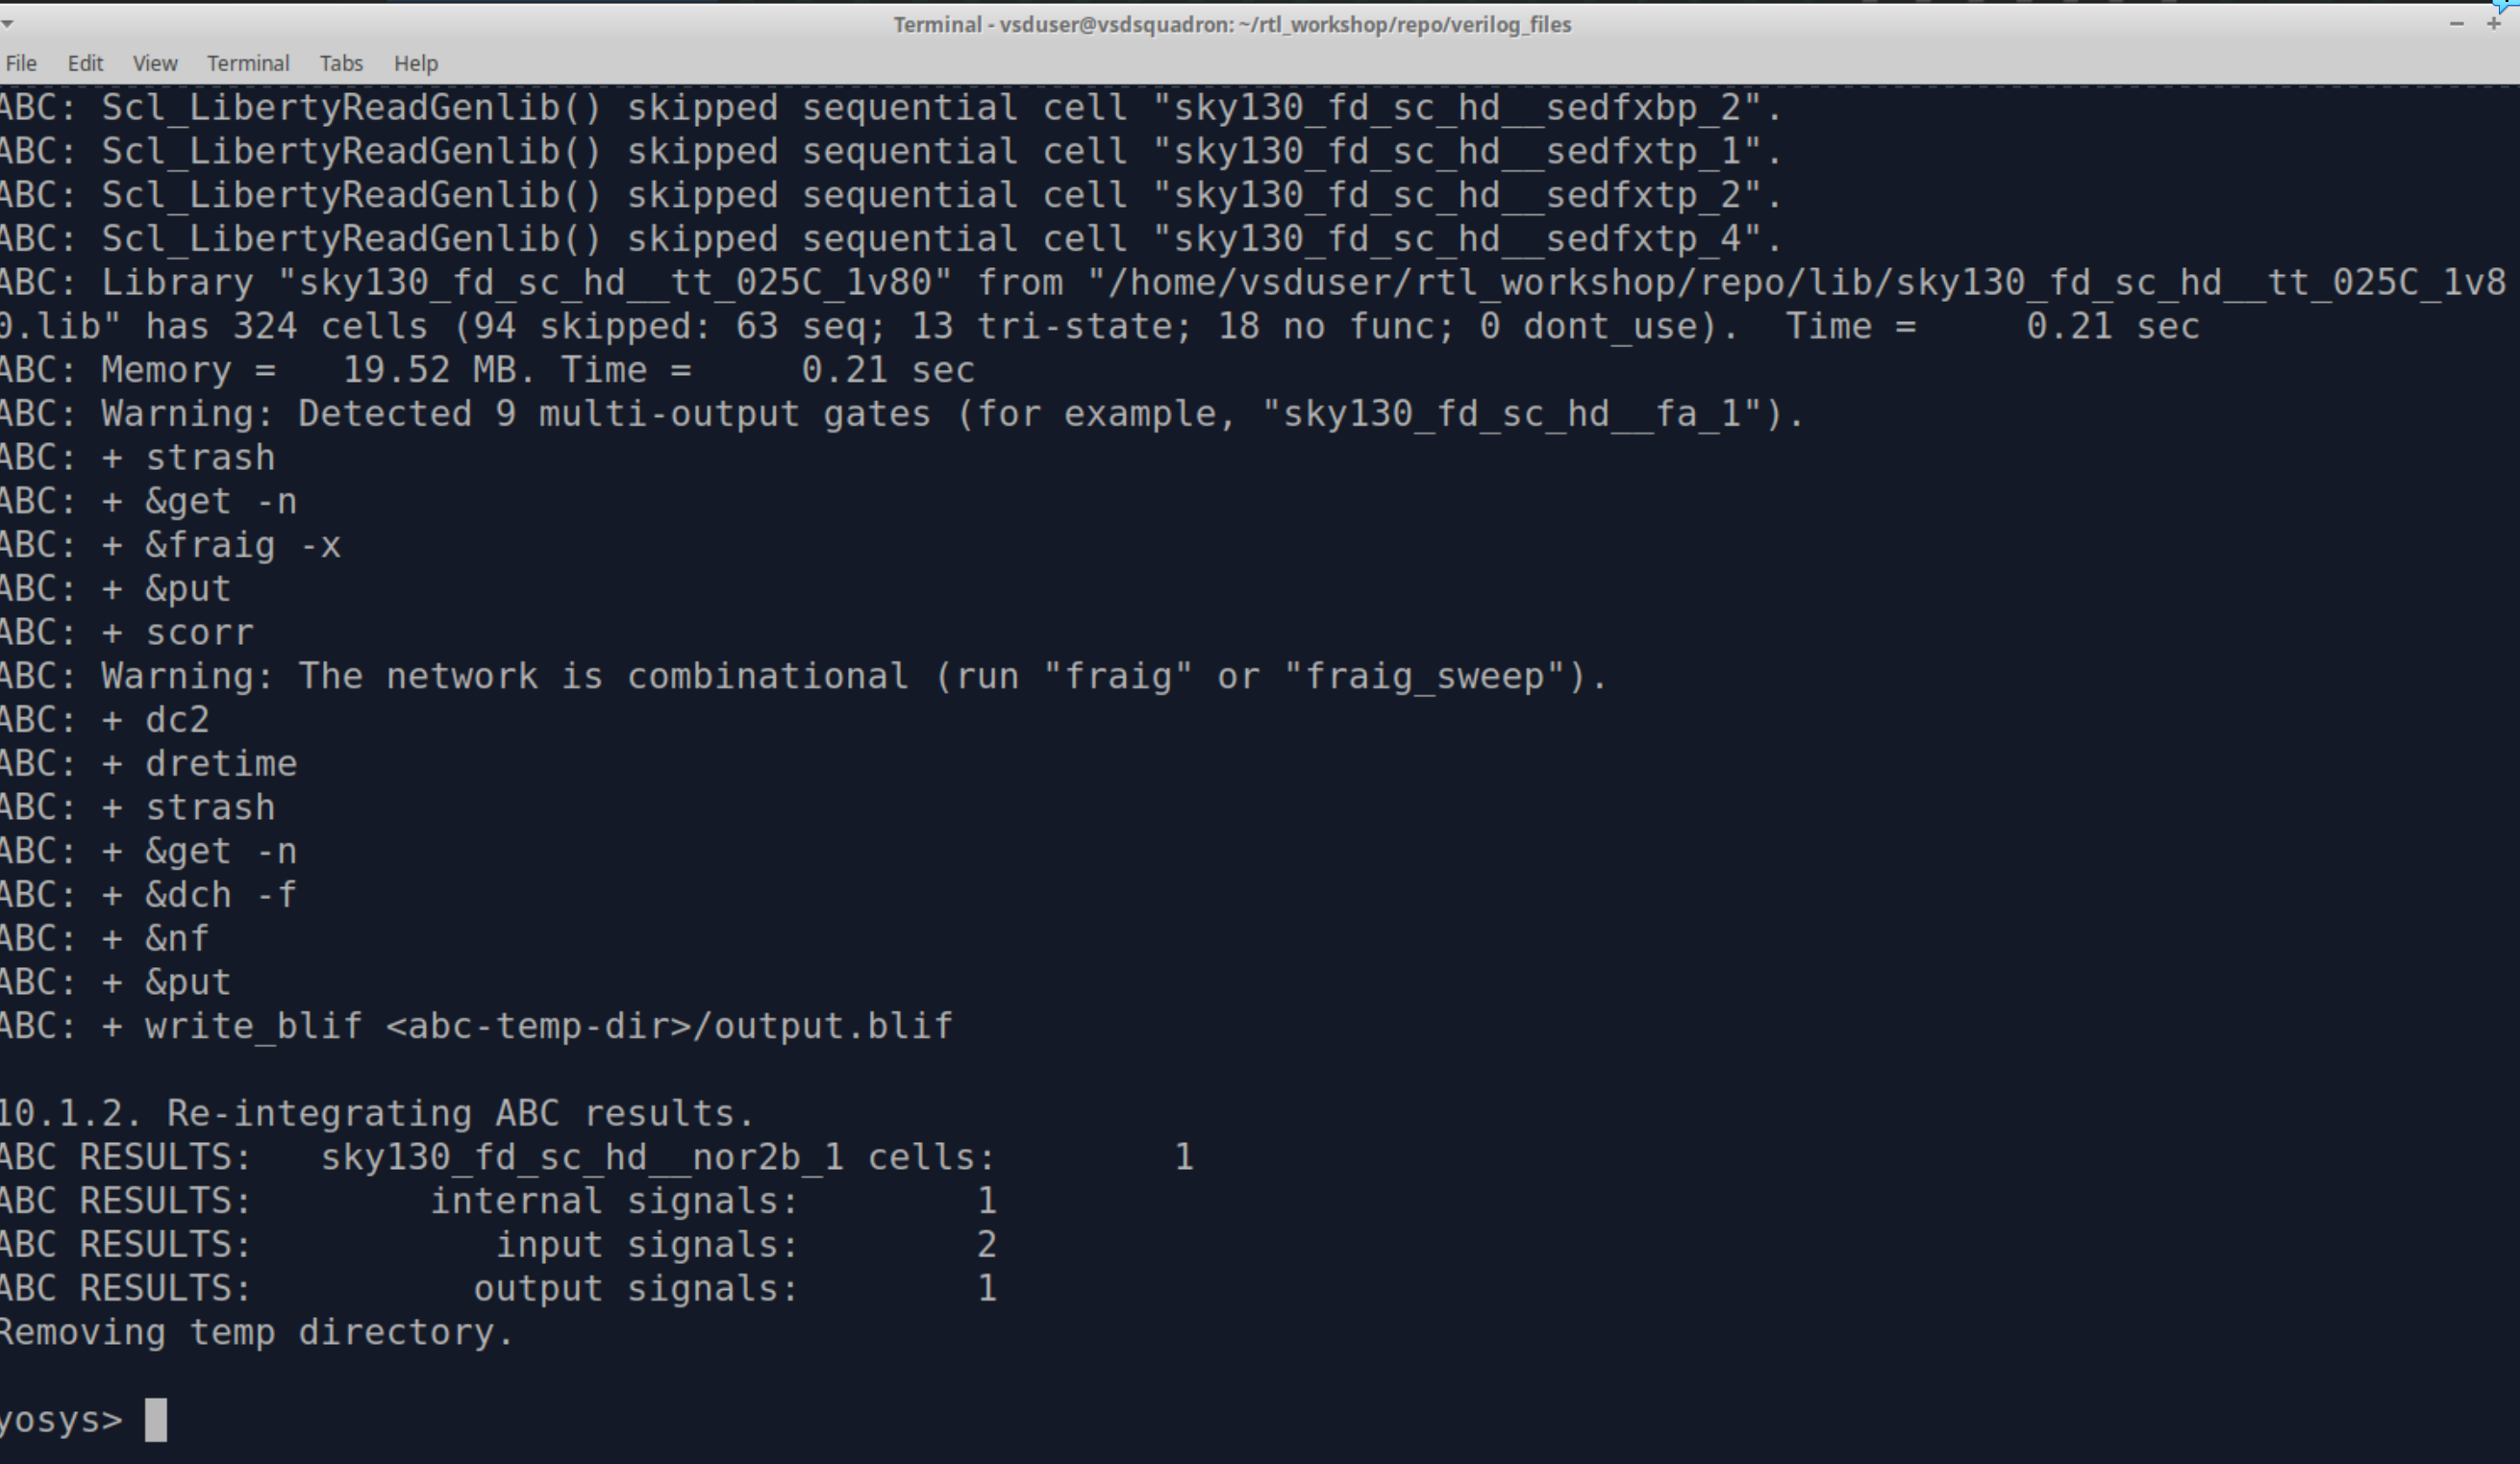 Terminal - vsduser@vsdsquadron: ~/rtl_workshop/repo/verilog_files
File Edit View Terminal Tabs Help
ABC: Scl_LibertyReadGenlib() skipped sequential cell "sky130_fd_sc_hd__sedfxbp_2".
ABC: Scl_LibertyReadGenlib() skipped sequential cell "sky130_fd_sc_hd__sedfxtp_1".
ABC: Scl_LibertyReadGenlib() skipped sequential cell "sky130_fd_sc_hd__sedfxtp_2".
ABC: Scl_LibertyReadGenlib() skipped sequential cell "sky130_fd_sc_hd__sedfxtp_4".
ABC: Library "sky130_fd_sc_hd__tt_025C_1v80" from "/home/vsduser/rtl_workshop/repo/lib/sky130_fd_sc_hd__tt_025C_1v8
0.lib" has 324 cells (94 skipped: 63 seq; 13 tri-state; 18 no func; 0 dont_use).  Time =     0.21 sec
ABC: Memory =   19.52 MB. Time =     0.21 sec
ABC: Warning: Detected 9 multi-output gates (for example, "sky130_fd_sc_hd__fa_1").
ABC: + strash
ABC: + &get -n
ABC: + &fraig -x
ABC: + &put
ABC: + scorr
ABC: Warning: The network is combinational (run "fraig" or "fraig_sweep").
ABC: + dc2
ABC: + dretime
ABC: + strash
ABC: + &get -n
ABC: + &dch -f
ABC: + &nf
ABC: + &put
ABC: + write_blif <abc-temp-dir>/output.blif
10.1.2. Re-integrating ABC results.
ABC RESULTS:   sky130_fd_sc_hd__nor2b_1 cells:        1
ABC RESULTS:        internal signals:        1
ABC RESULTS:           input signals:        2
ABC RESULTS:          output signals:        1
Removing temp directory.
yosys>